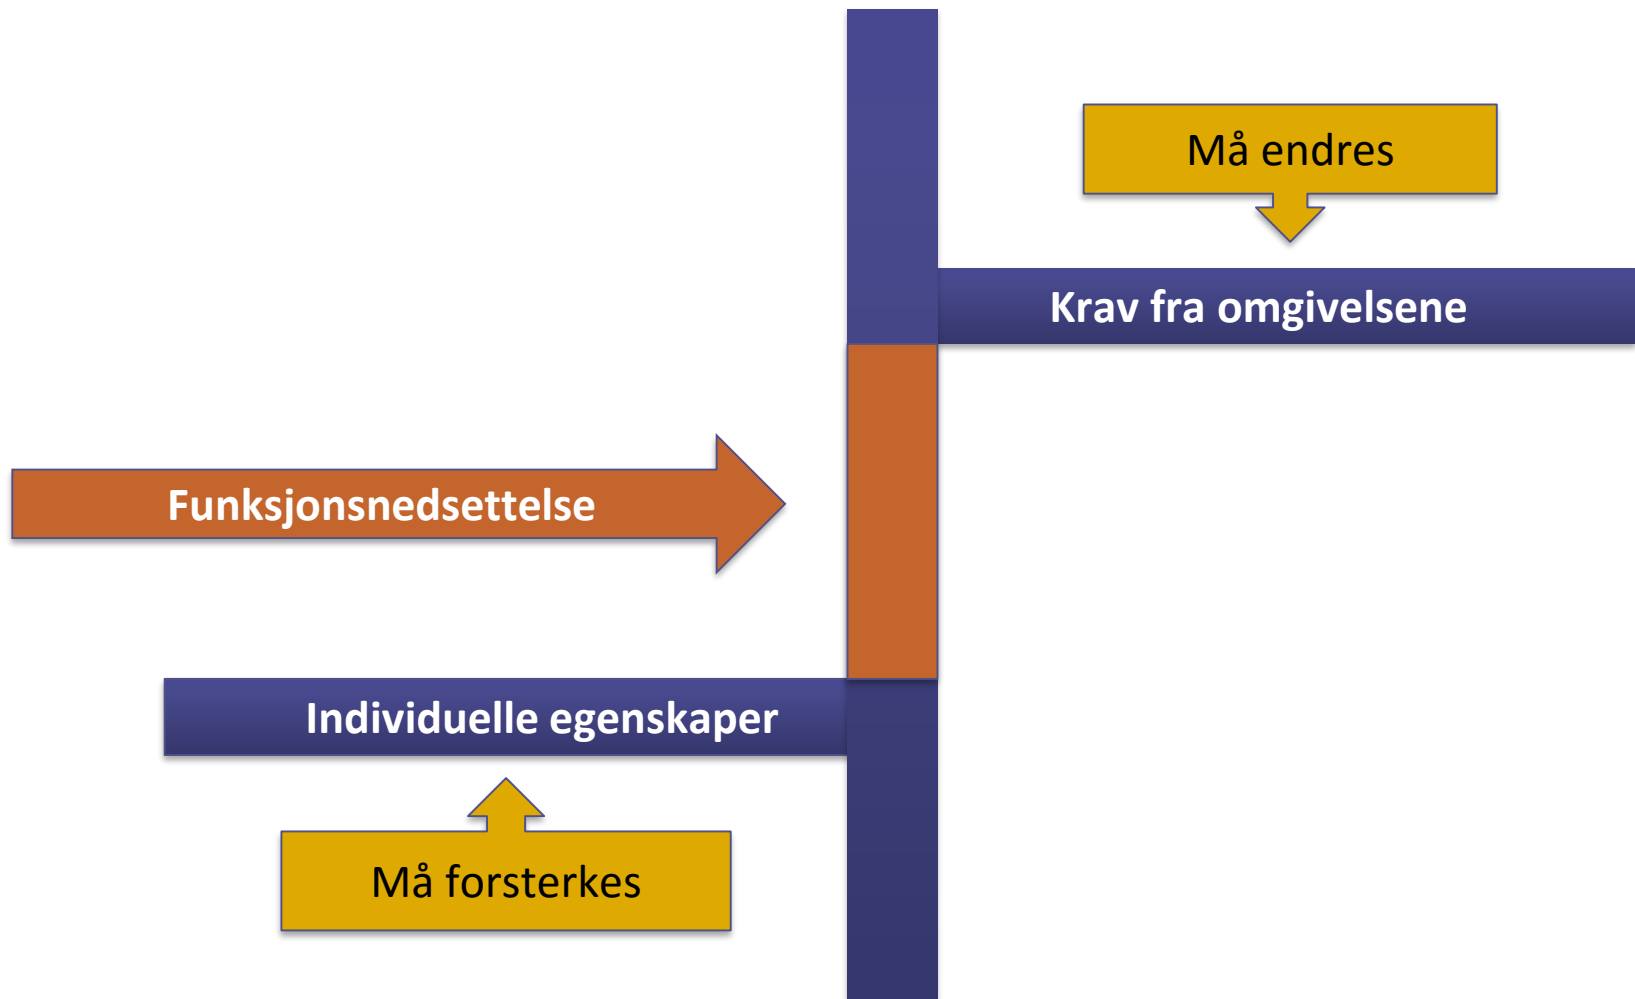 Må endres
Krav fra omgivelsene
Funksjonsnedsettelse
Individuelle egenskaper
Må forsterkes